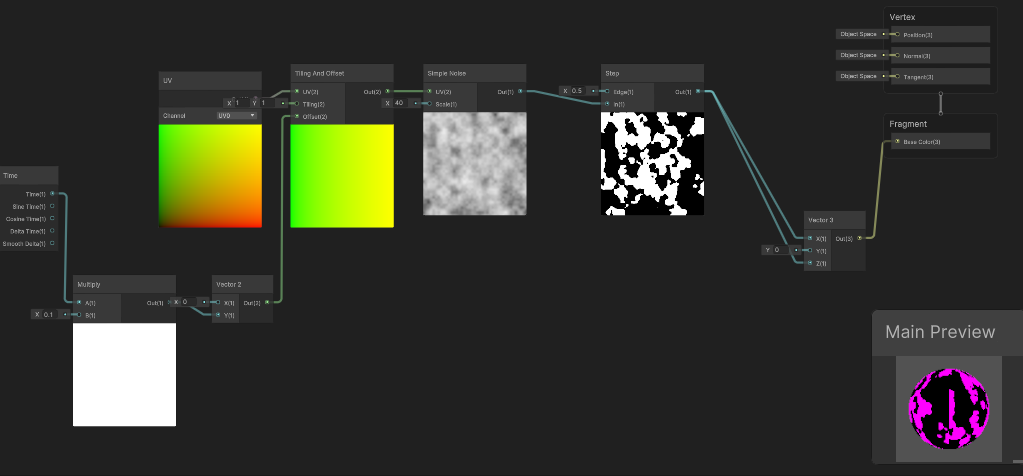 Vertex
Object Space
Position(3)
Object Space
Normal(3)
Object Space
Tangent(3)
Fragment
Base Color(3)
UV
Channel
UV0
Tiling And Offset
X 1 Y 1
UV(2)
Tiling(2)
Offset(2)
Out(2)
Simple Noise
X 40
UV(2)
Scale(1)
Out(1)
Step
X 0.5
Edge(1)
In(1)
Out(1)
Time
Time(1)
Sine Time(1)
Cosine Time(1)
Delta Time(1)
Smooth Delta(1)
Multiply
X 0.1
A(1)
B(1)
Out(1)
Vector 2
X 0
X(1)
Y(1)
Out(2)
Vector 3
Y 0
X(1)
Y(1)
Z(1)
Out(3)
Main Preview